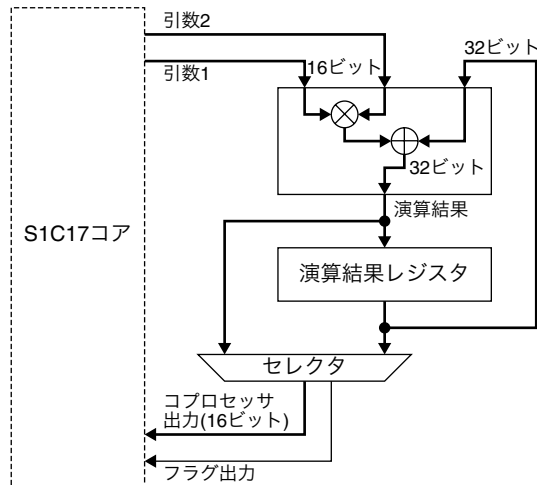 引数2
32ビット
引数1
16ビット
32ビット
演算結果
S1C17コア
演算結果レジスタ
セレクタ
コプロセッサ
出力(16ビット)
フラグ出力